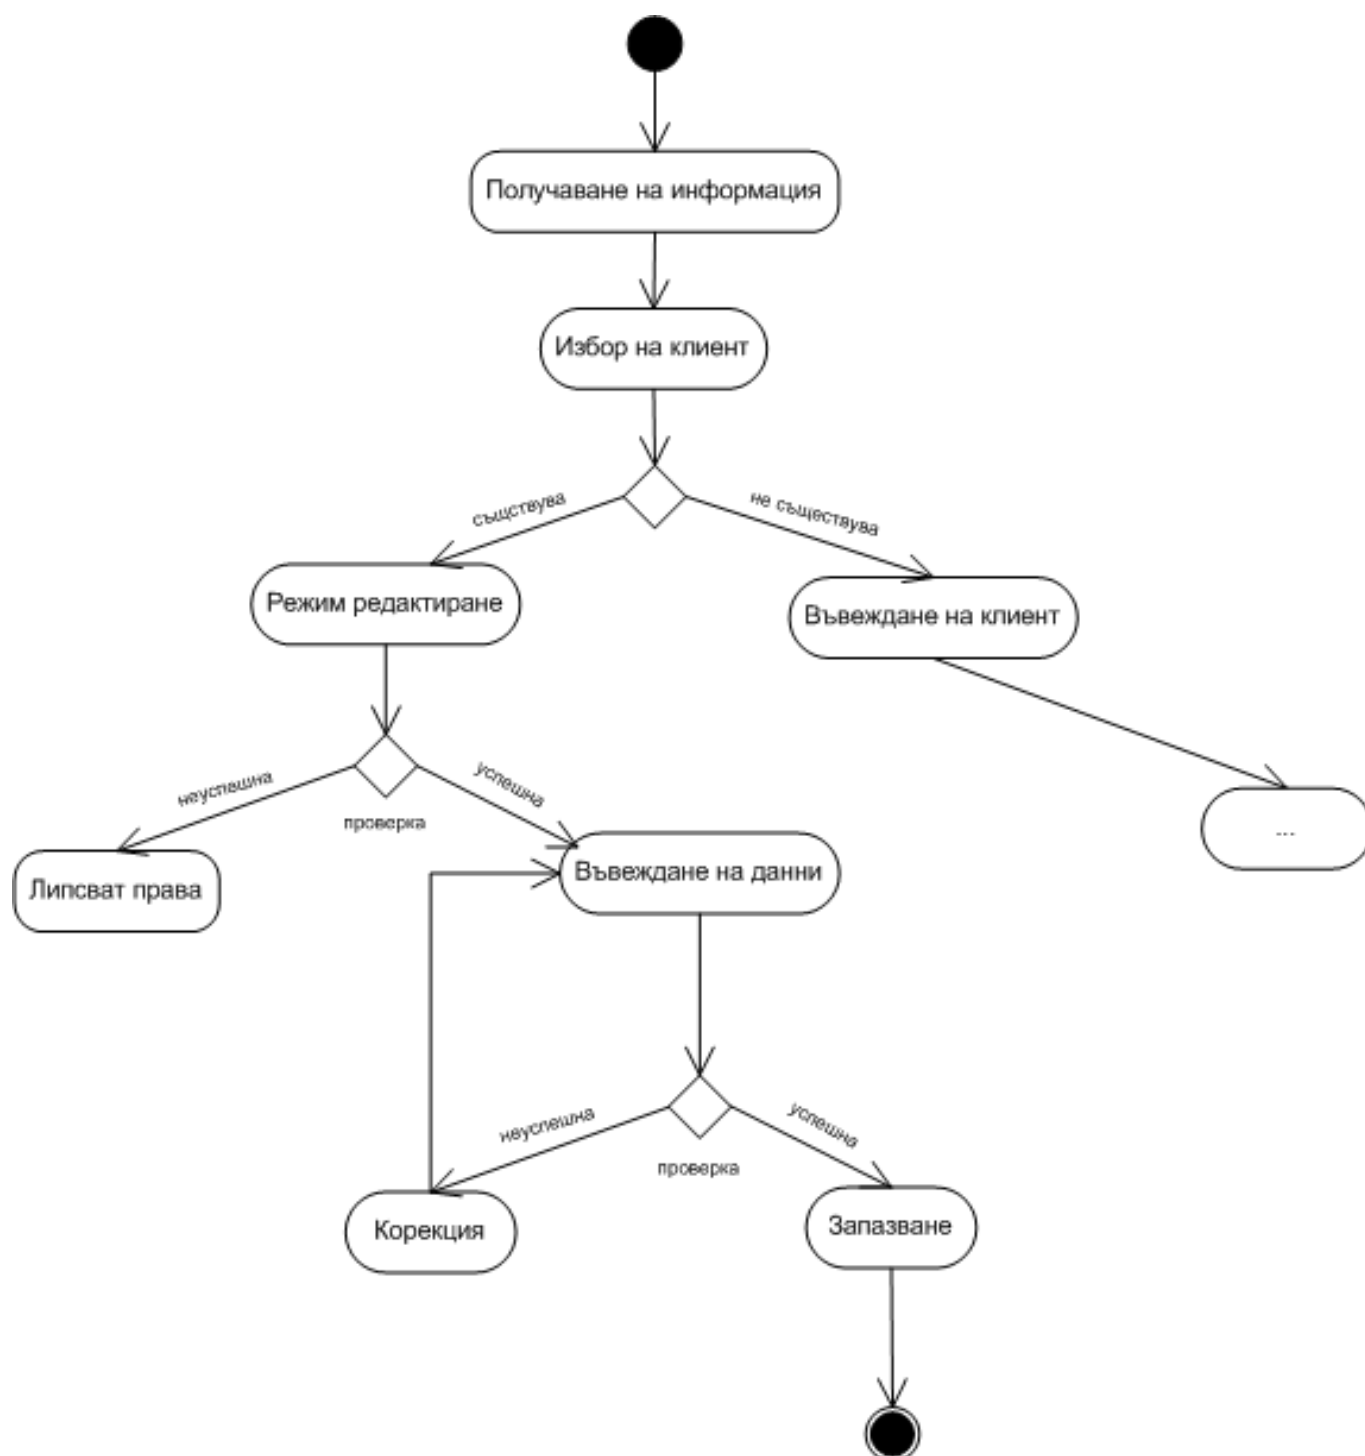 Получаване на информация
Избор на клиент
същствува
не съществува
Режим редактиране
Въвеждане на клиент
неуспешна
успешна
проверка
...
Липсват права
Въвеждане на данни
неуспешна
успешна
проверка
Корекция
Запазване